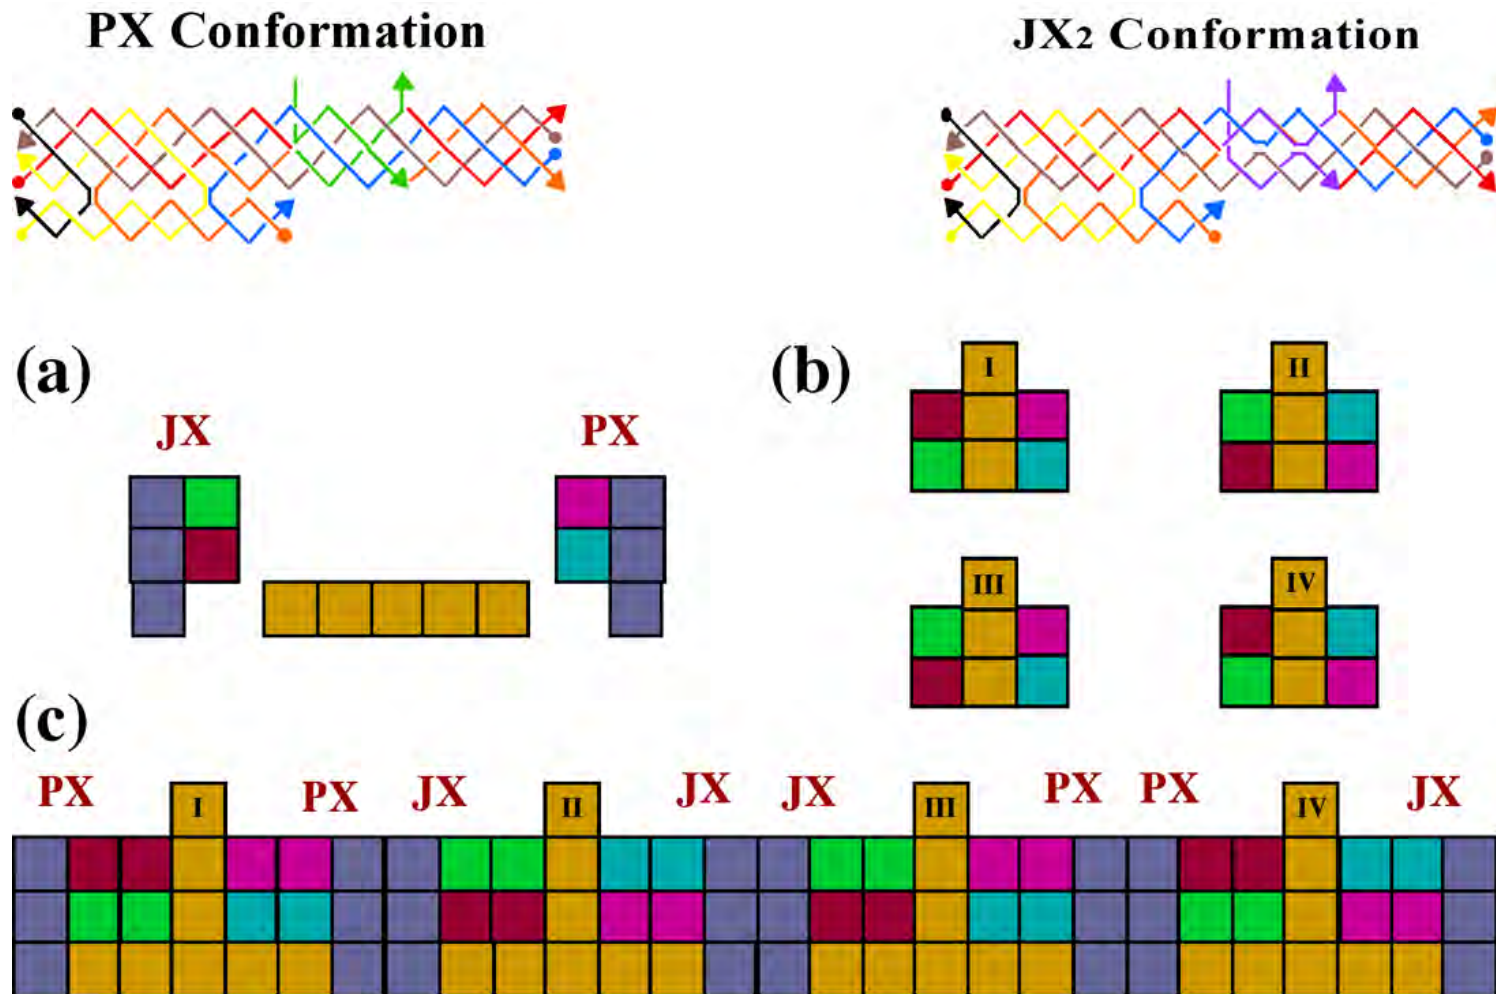 PX Conformation
JX2 Conformation
(a)
JX
PX
(b)
I
II
III
IV
(c)
PX
I
PX
JX
II
JX
JX
III
PX
PX
IV
JX